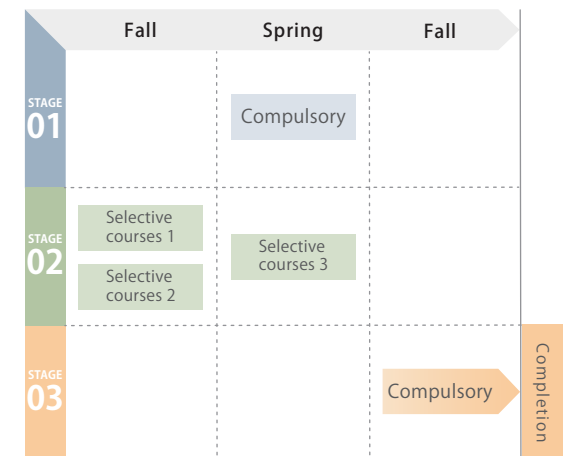 Fall
Spring
Fall
STAGE
01
Compulsory
STAGE
02
Selective
courses 1
Selective
courses 2
Selective
courses 3
STAGE
03
Compulsory
Completion